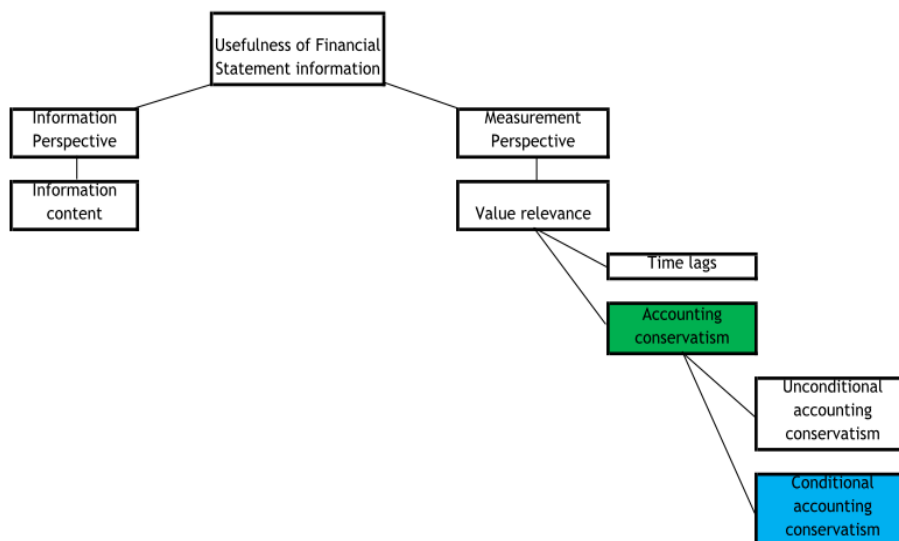 Usefulness of Financial
Statement information
Information
Perspective
Measurement
Perspective
Information
content
Value relevance
Time lags
Accounting
conservatism
Unconditional
accounting
conservatism
Conditional
accounting
conservatism